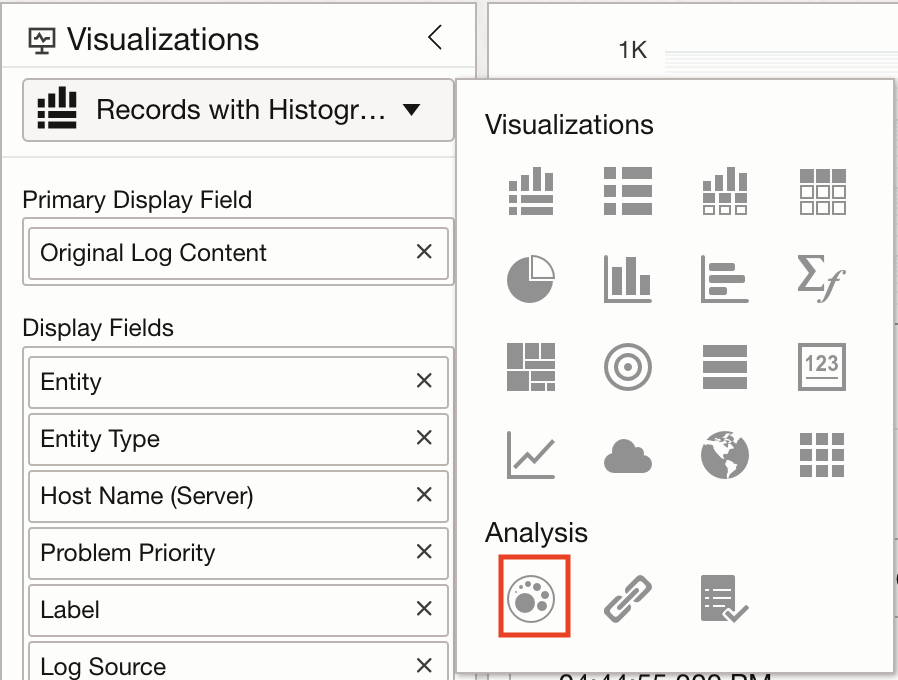 Visualizations
1K
Records with Histogr...
Visualizations
Primary Display Field
Original Log Content
Display Fields
Entity
Entity Type
Host Name (Server)
Problem Priority
Label
Log Source
123
Analysis